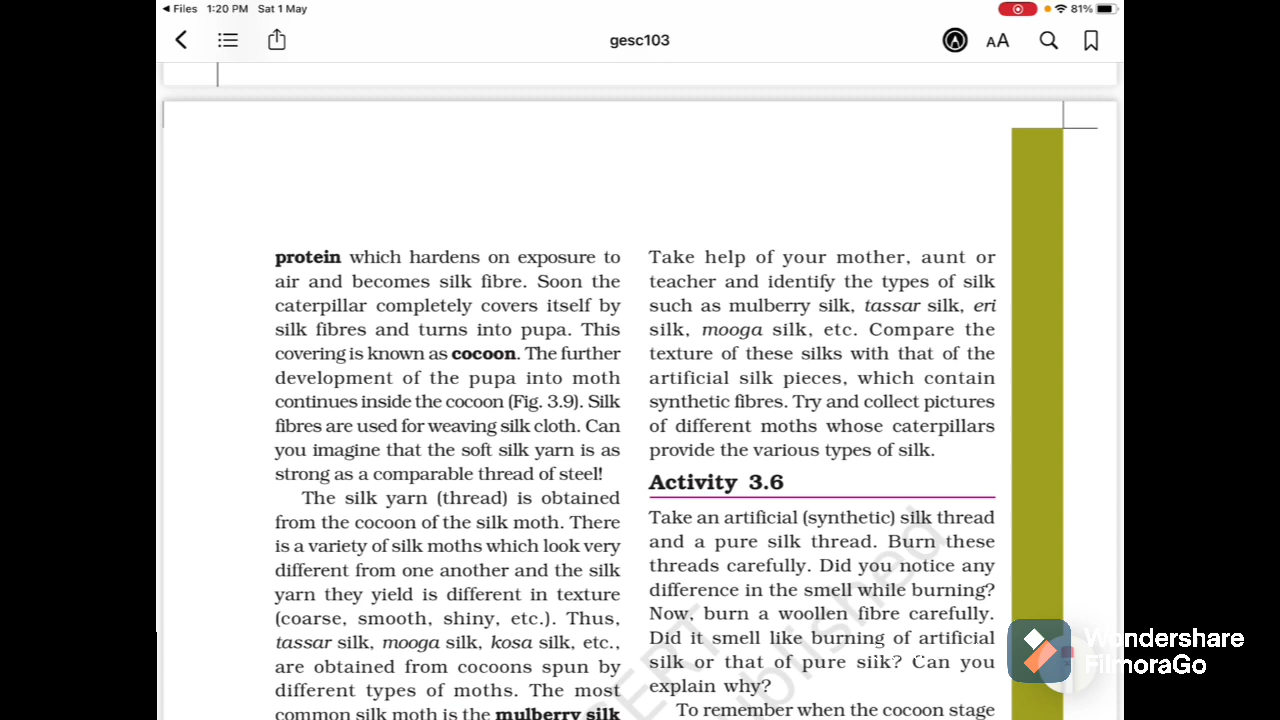 Files 1:20 PM Sat 1 May
81%
gesc103
AA
protein which hardens on exposure to
air and becomes silk fibre. Soon the
caterpillar completely covers itself by
silk fibres and turns into pupa. This
covering is known as cocoon. The further
development of the pupa into moth
continues inside the cocoon (Fig. 3.9). Silk
fibres are used for weaving silk cloth. Can
you imagine that the soft silk yarn is as
strong as a comparable thread of steel!
The silk yarn (thread) is obtained
from the cocoon of the silk moth. There
is a variety of silk moths which look very
different from one another and the silk
yarn they yield is different in texture
(coarse, smooth, shiny, etc.). Thus,
tassar silk, mooga silk, kosa silk, etc.,
are obtained from cocoons spun by
different types of moths. The most
common silk moth is the mulberry silk
Take help of your mother, aunt or
teacher and identify the types of silk
such as mulberry silk, tassar silk, eri
silk, mooga silk, etc. Compare the
texture of these silks with that of the
artificial silk pieces, which contain
synthetic fibres. Try and collect pictures
of different moths whose caterpillars
provide the various types of silk.
Activity 3.6
Take an artificial (synthetic) silk thread
and a pure silk thread. Burn these
threads carefully. Did you notice any
difference in the smell while burning?
Now, burn a woollen fibre carefully.
Did it smell like burning of artificial
silk or that of pure silk? Can you
explain why?
To remember when the cocoon stage
Wondershare
FilmoraGo